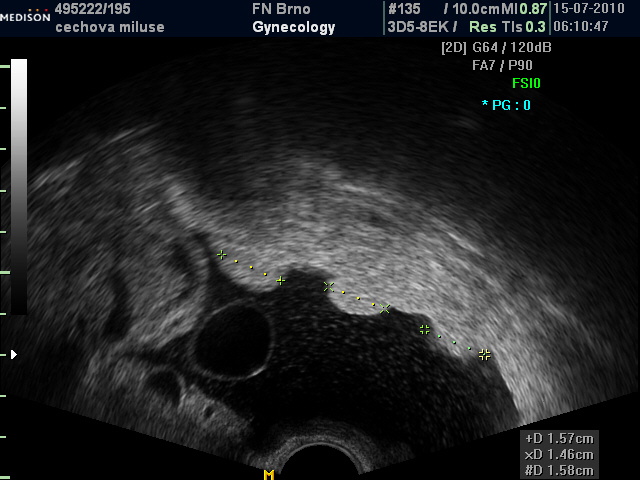 MEDISON
495222/195
cechova miluse
FN Brno
Gynecology
#135 / 10.0cm MI 0.87
3D5-8EK / Res TIs 0.3
15-07-2010
06:10:47
[2D] G64 / 120dB
FA7 / P90
FSI0
* PG : 0
M
+D 1.57cm
xD 1.46cm
#D 1.58cm